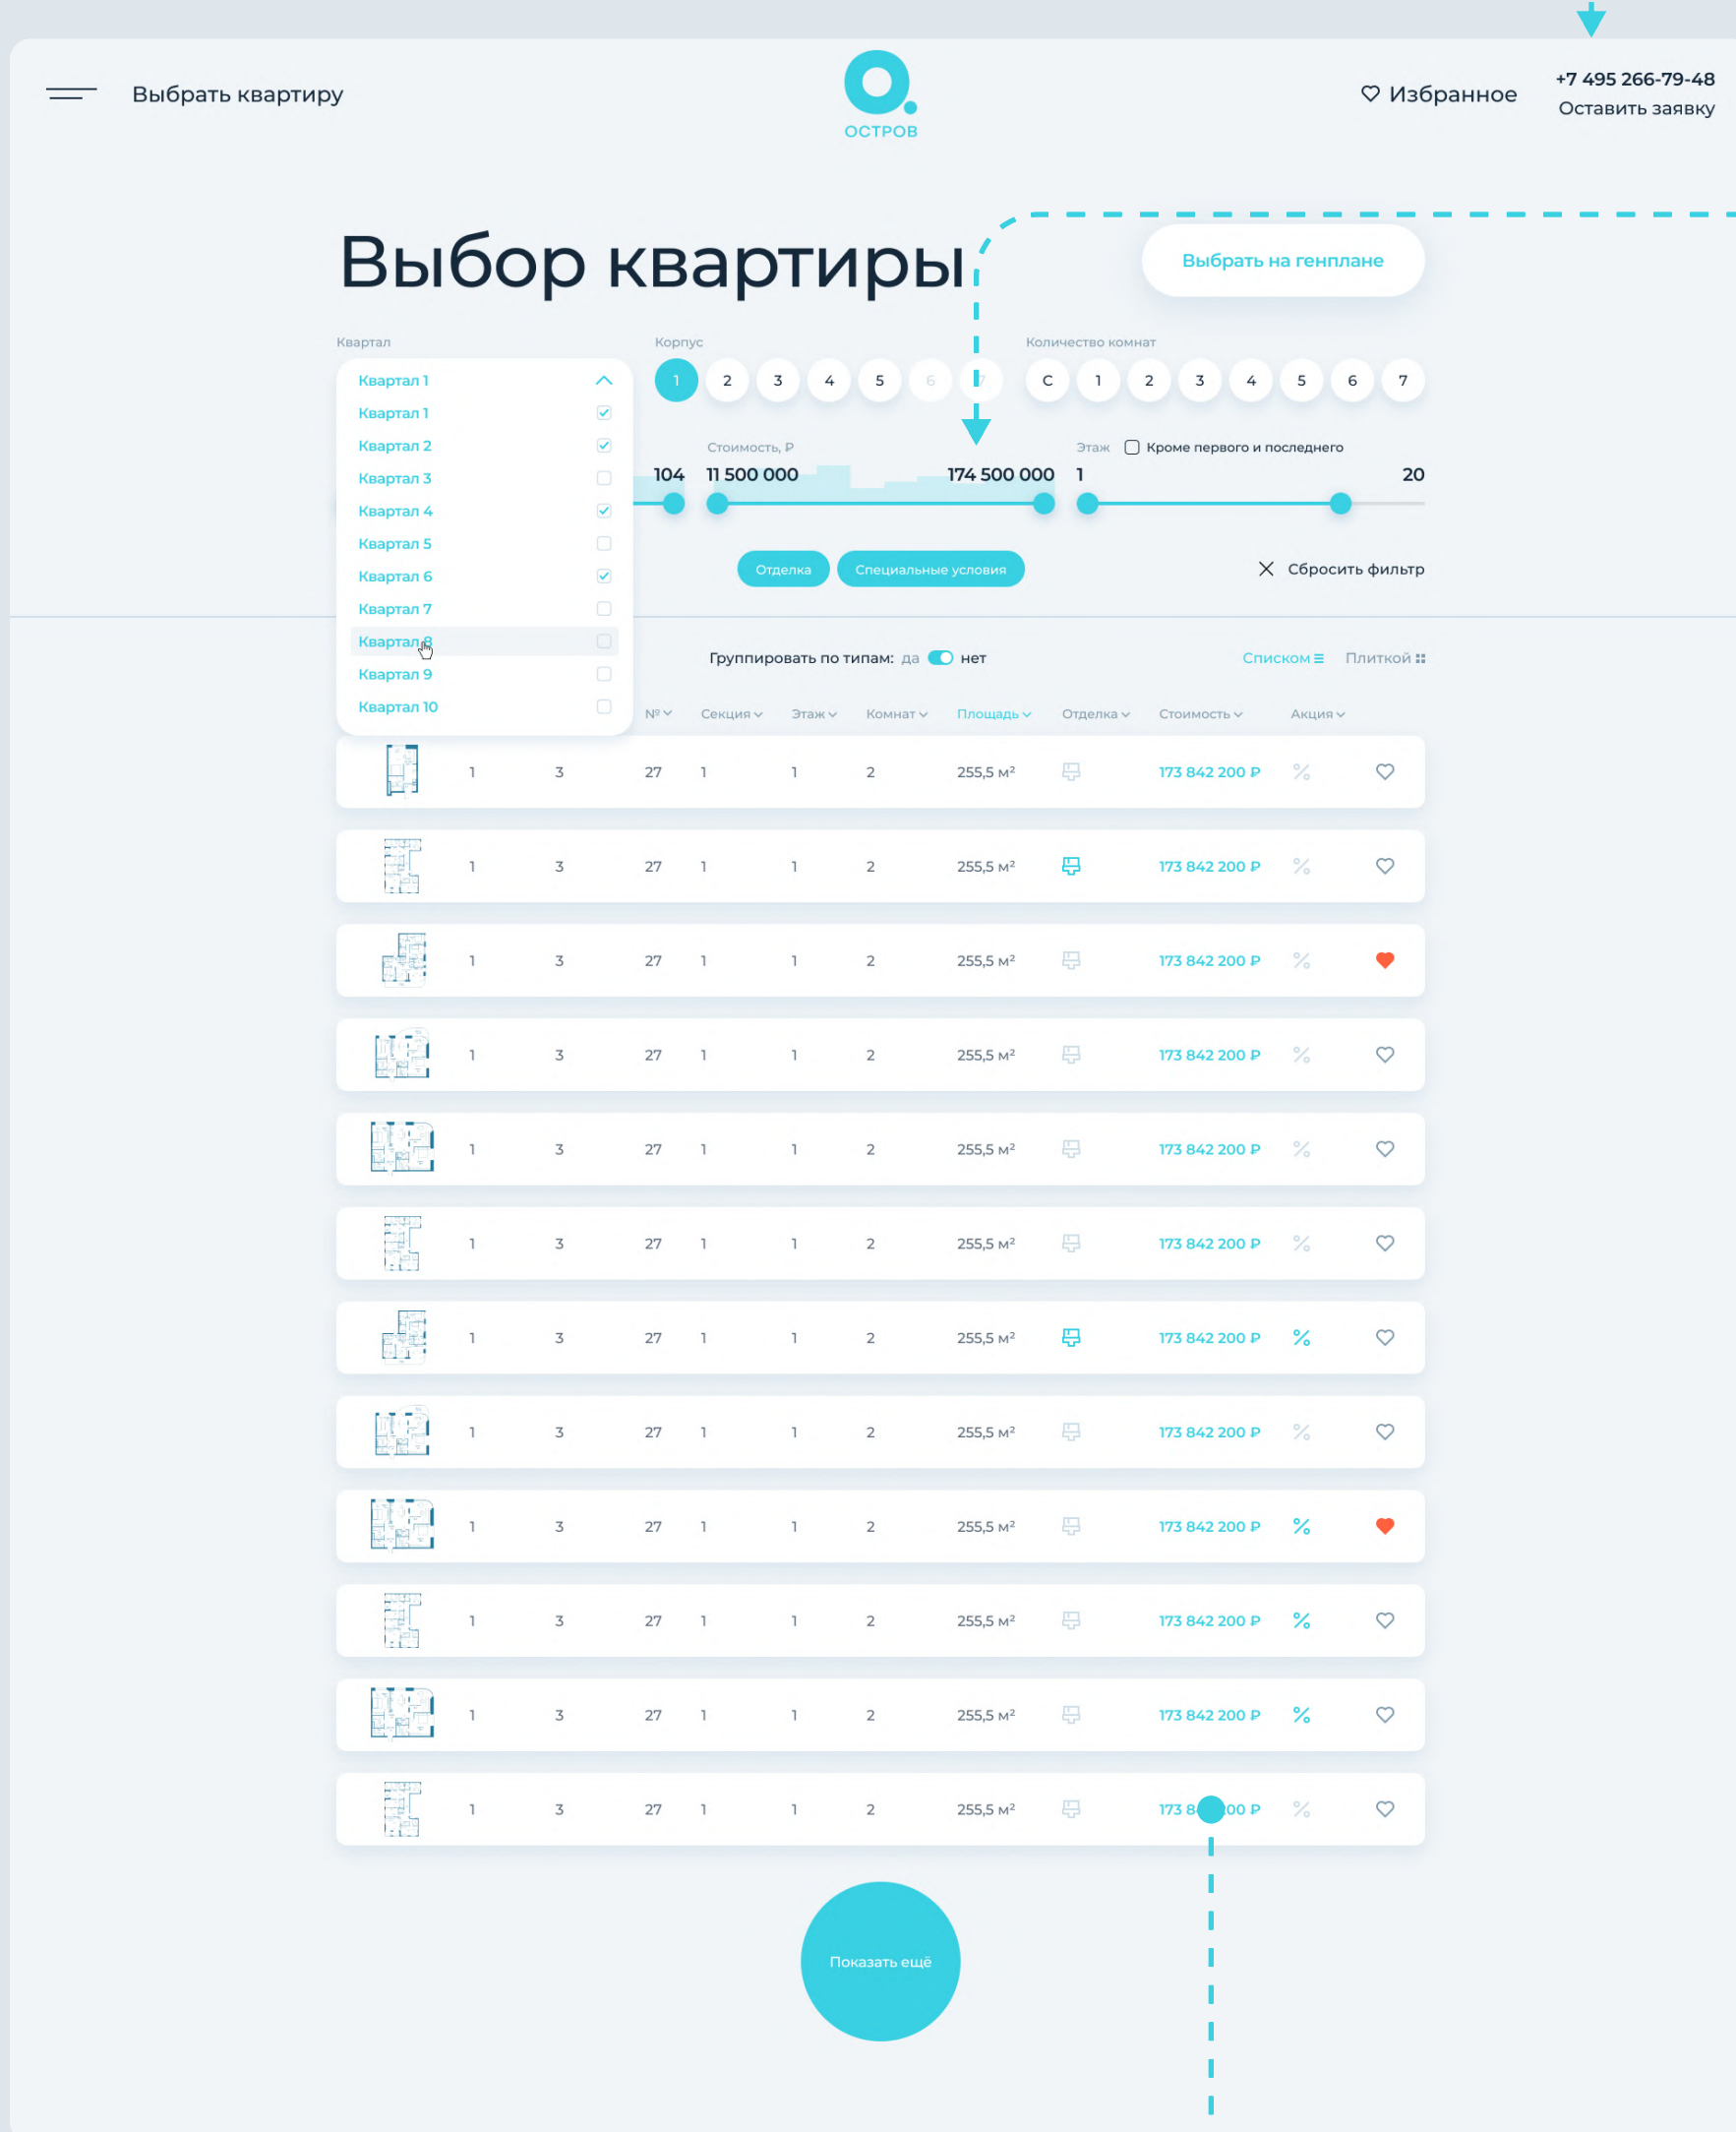 Выбрать квартиру
ОСТРОВ
Избранное
+7 495 266-79-48
Оставить заявку
Выбор квартиры
Выбрать на генплане
Квартал
Корпус
Количество комнат
Квартал 1
1 2 3 4 5 6 7
С 1 2 3 4 5 6 7
Квартал 1
Квартал 2
Квартал 3
Квартал 4
Квартал 5
Квартал 6
Квартал 7
Квартал 8
Квартал 9
Квартал 10
104
Стоимость, ₽
11 500 000 174 500 000
Этаж Кроме первого и последнего
1 20
Отделка Специальные условия
Сбросить фильтр
Группировать по типам: да нет
Списком Плиткой
№ Секция Этаж Комнат Площадь Отделка Стоимость Акция
1 3 27 1 1 2 255,5 м² 173 842 200 ₽
1 3 27 1 1 2 255,5 м² 173 842 200 ₽
1 3 27 1 1 2 255,5 м² 173 842 200 ₽
1 3 27 1 1 2 255,5 м² 173 842 200 ₽
1 3 27 1 1 2 255,5 м² 173 842 200 ₽
1 3 27 1 1 2 255,5 м² 173 842 200 ₽
1 3 27 1 1 2 255,5 м² 173 842 200 ₽
1 3 27 1 1 2 255,5 м² 173 842 200 ₽
1 3 27 1 1 2 255,5 м² 173 842 200 ₽
1 3 27 1 1 2 255,5 м² 173 842 200 ₽
1 3 27 1 1 2 255,5 м² 173 842 200 ₽
1 3 27 1 1 2 255,5 м² 173 8 00 ₽
Показать ещё